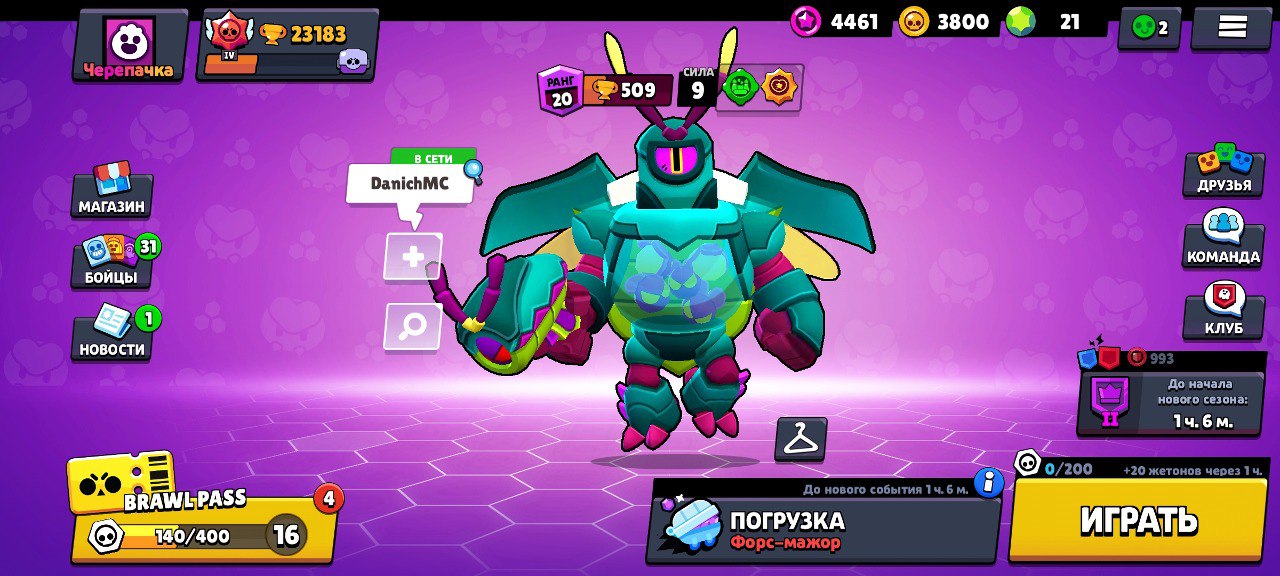 Черепачка
IV
23183
4461
3800
21
2
РАНГ
20
509
СИЛА
9
В СЕТИ
DanichMC
МАГАЗИН
БОЙЦЫ
31
НОВОСТИ
1
ДРУЗЬЯ
КОМАНДА
КЛУБ
993
До начала
нового сезона:
1 ч. 6 м.
II
BRAWL PASS
4
140/400
16
До нового события 1 ч. 6 м.
i
ПОГРУЗКА
Форс-мажор
0/200
+20 жетонов через 1 ч.
ИГРАТЬ